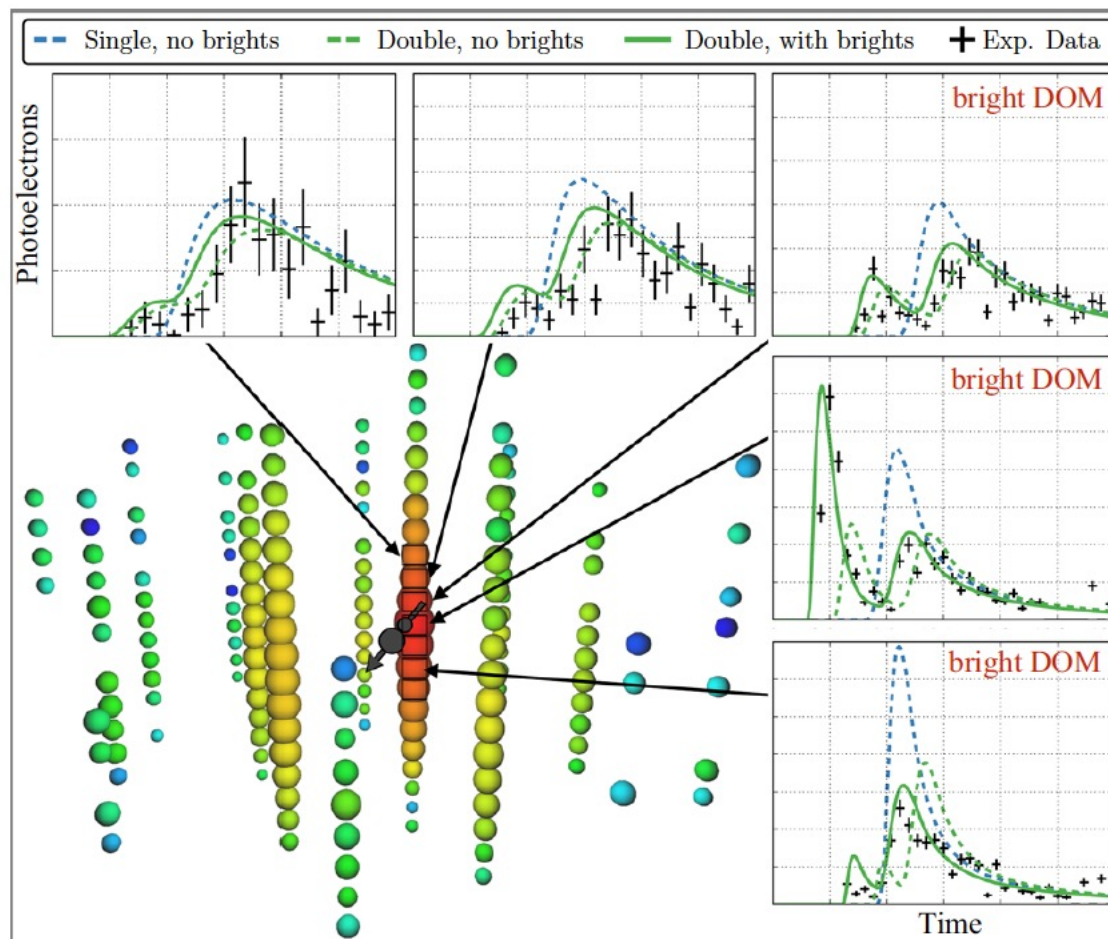 Single, no brights Double, no brights Double, with brights Exp. Data
Photoelectrons
bright DOM
bright DOM
bright DOM
Time